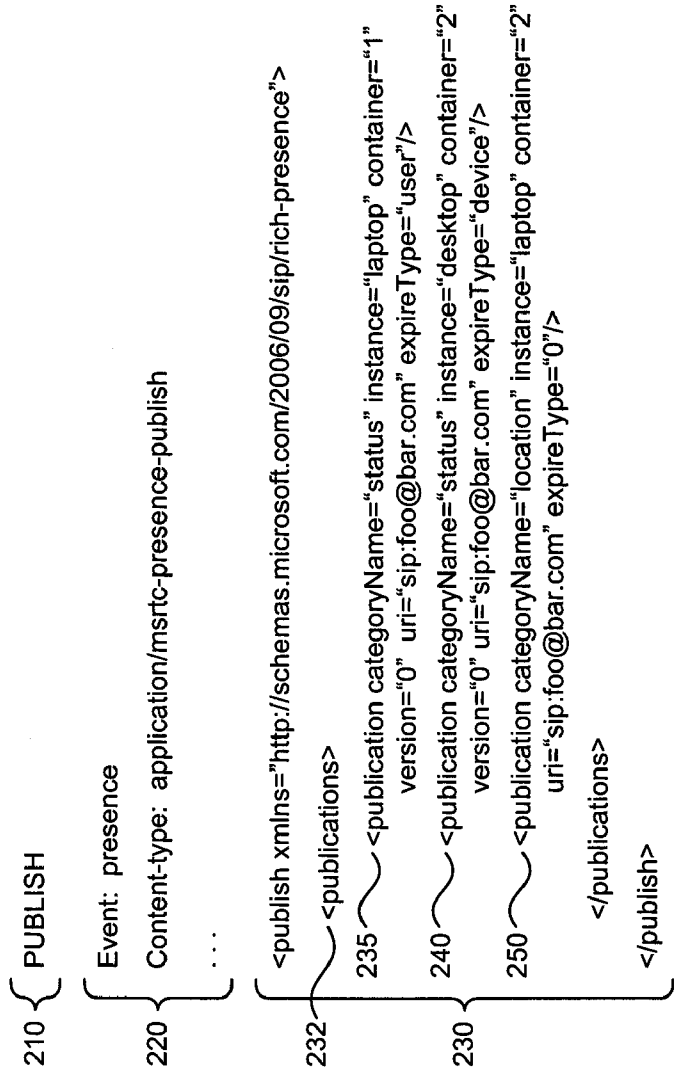 210 PUBLISH
Event: presence
220 Content-type: application/msrtc-presence-publish
. . .
<publish xmlns="http://schemas.microsoft.com/2006/09/sip/rich-presence">
232 <publications>
235 <publication categoryName="status" instance="laptop" container="1"
version="0" uri="sip:foo@bar.com" expireType="user"/>
230
240 <publication categoryName="status" instance="desktop" container="2"
version="0" uri="sip:foo@bar.com" expireType="device"/>
250 <publication categoryName="location" instance="laptop" container="2"
uri="sip:foo@bar.com" expireType="0"/>
</publications>
</publish>